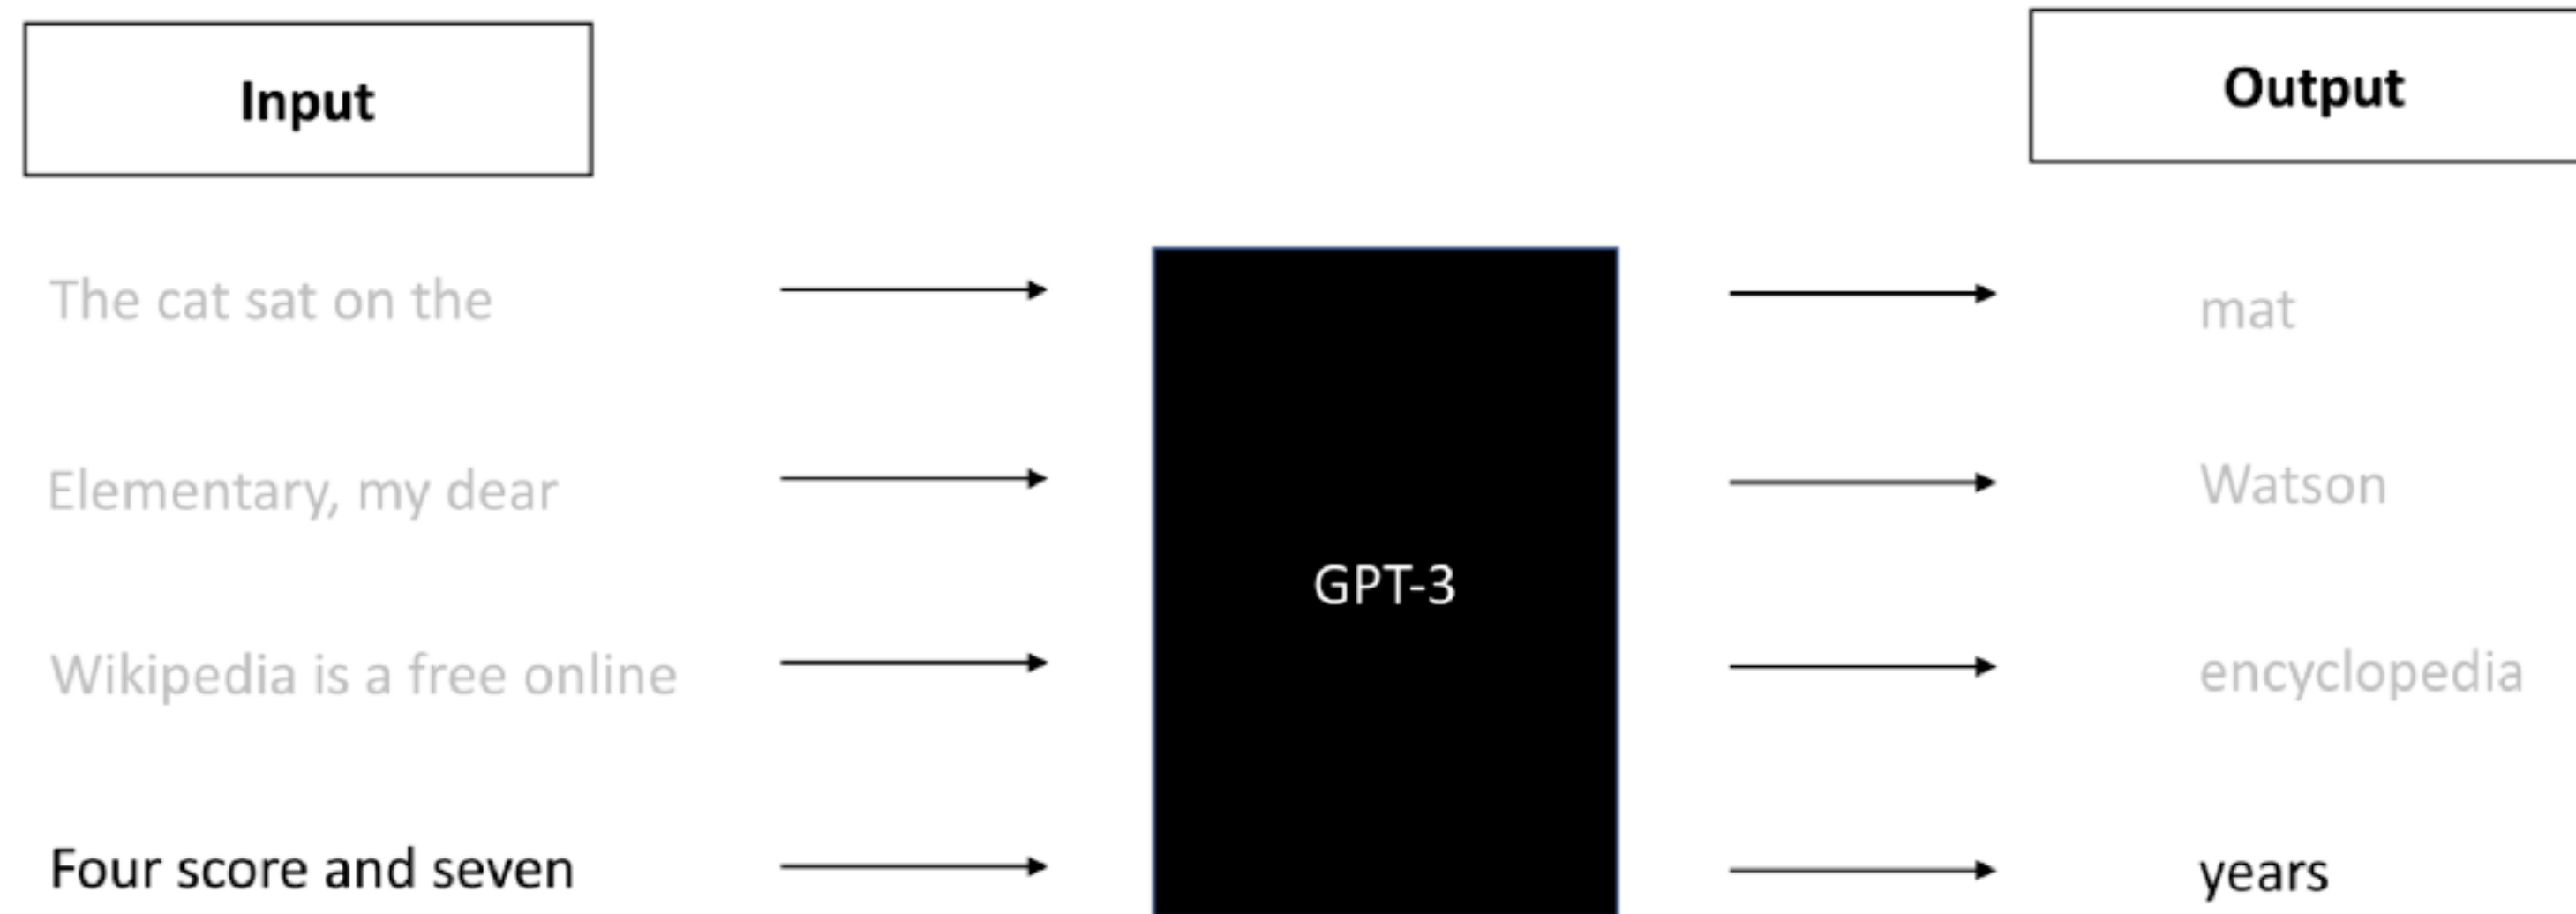 Input
Output
The cat sat on the
mat
Elementary, my dear
Watson
GPT-3
Wikipedia is a free online
encyclopedia
Four score and seven
years